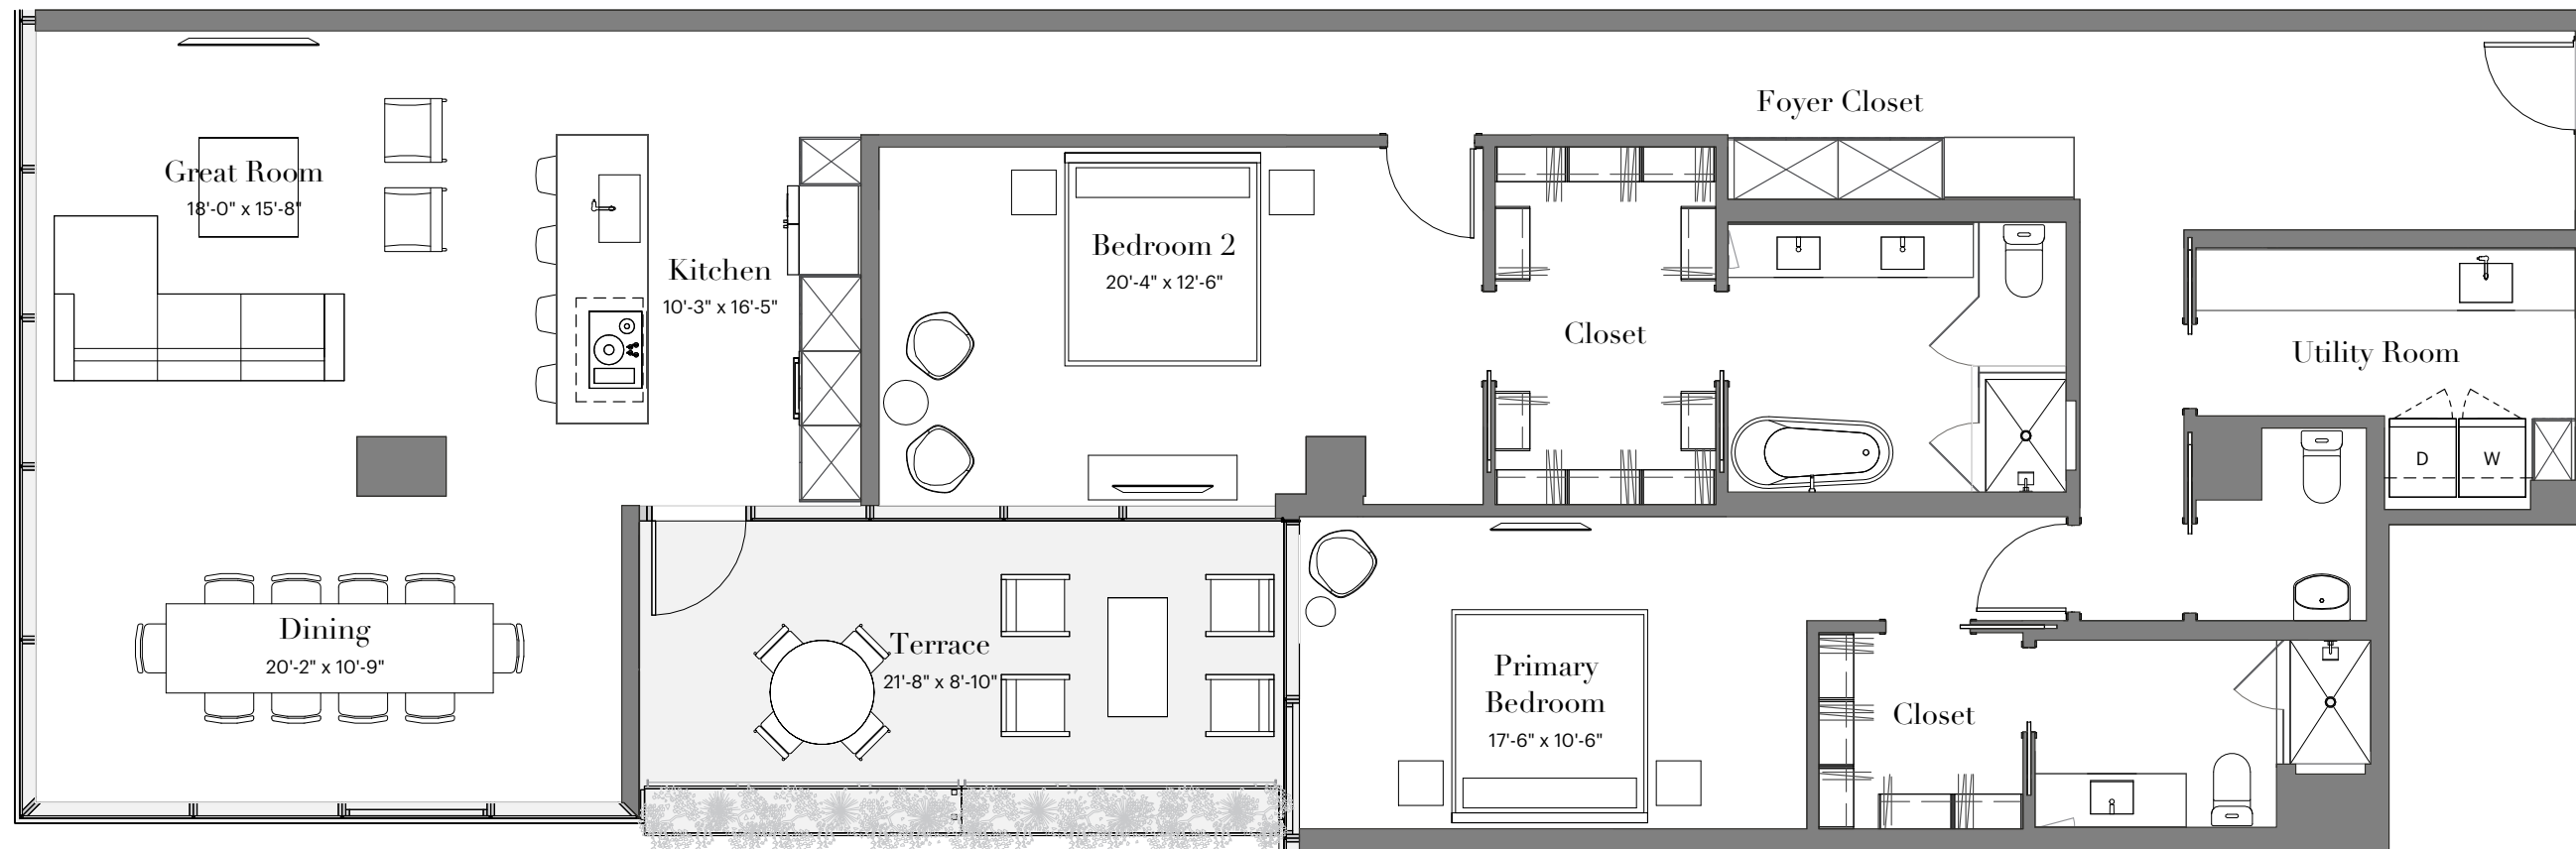 Foyer Closet
Great Room
18'-0" x 15'-8"
Kitchen
10'-3" x 16'-5"
Bedroom 2
20'-4" x 12'-6"
Closet
Utility Room
D
W
Dining
20'-2" x 10'-9"
Terrace
21'-8" x 8'-10"
Primary
Bedroom
17'-6" x 10'-6"
Closet